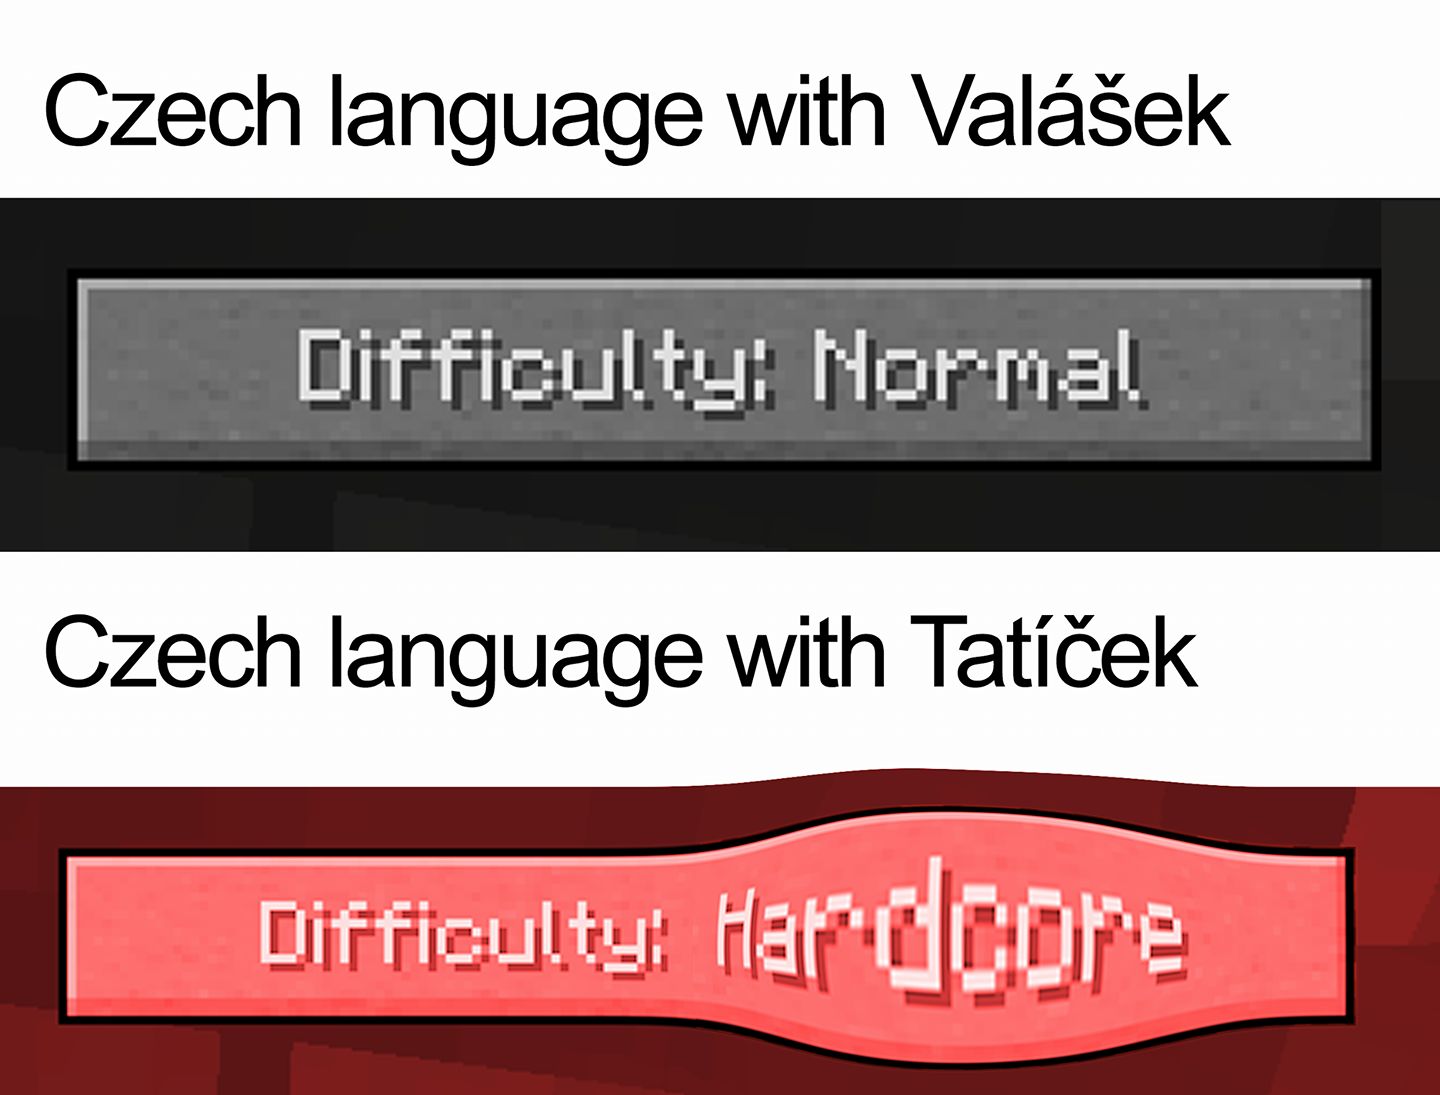 Czech language with Valášek
Difficulty: Normal
Czech language with Tatíček
Difficulty: Hardcore